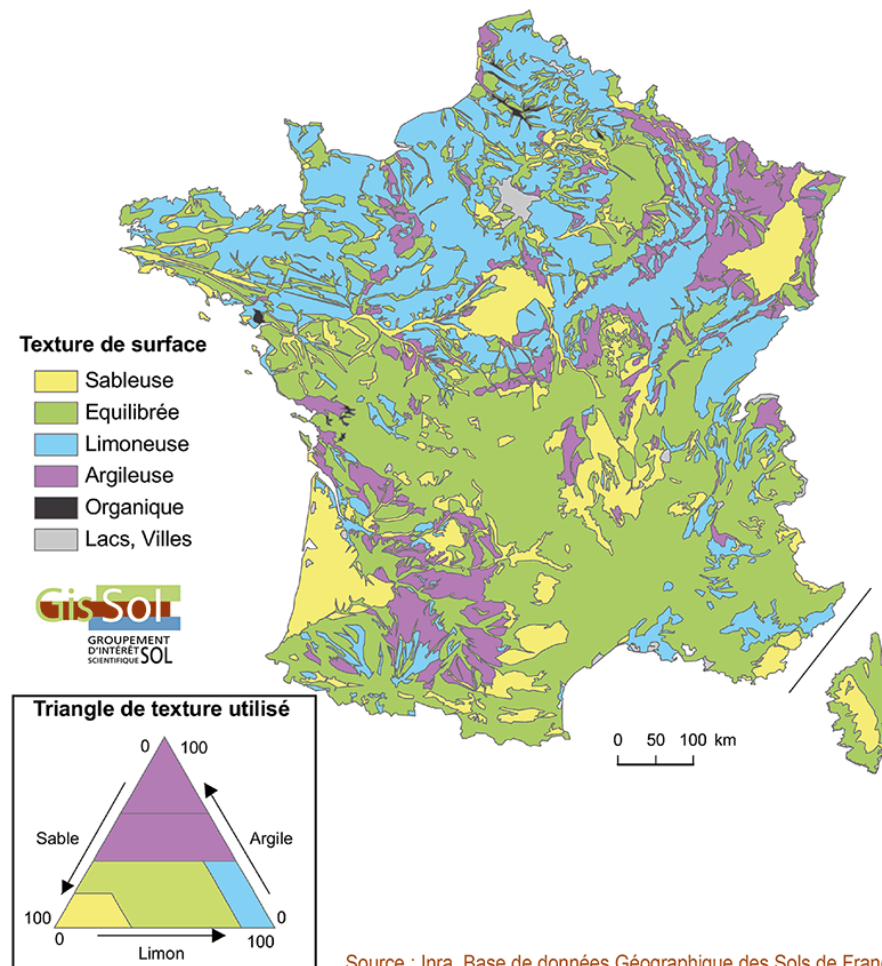 Texture de surface
Sableuse
Equilibrée
Limoneuse
Argileuse
Organique
Lacs, Villes
Gis Sol
GROUPEMENT
D'INTÉRÊT
SCIENTIFIQUE SOL
0 50 100 km
Triangle de texture utilisé
0 100
Sable
Argile
100 0
0 100
Limon
Source : Inra, Base de données Géographique des Sols de Fran